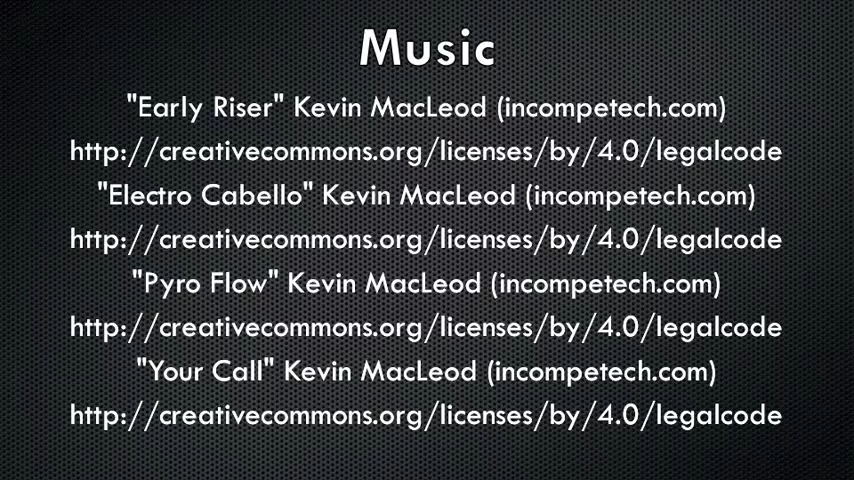 Music
"Early Riser" Kevin MacLeod (incompetech.com)
http://creativecommons.org/licenses/by/4.0/legalcode
"Electro Cabello" Kevin MacLeod (incompetech.com)
http://creativecommons.org/licenses/by/4.0/legalcode
"Pyro Flow" Kevin MacLeod (incompetech.com)
http://creativecommons.org/licenses/by/4.0/legalcode
"Your Call" Kevin MacLeod (incompetech.com)
http://creativecommons.org/licenses/by/4.0/legalcode